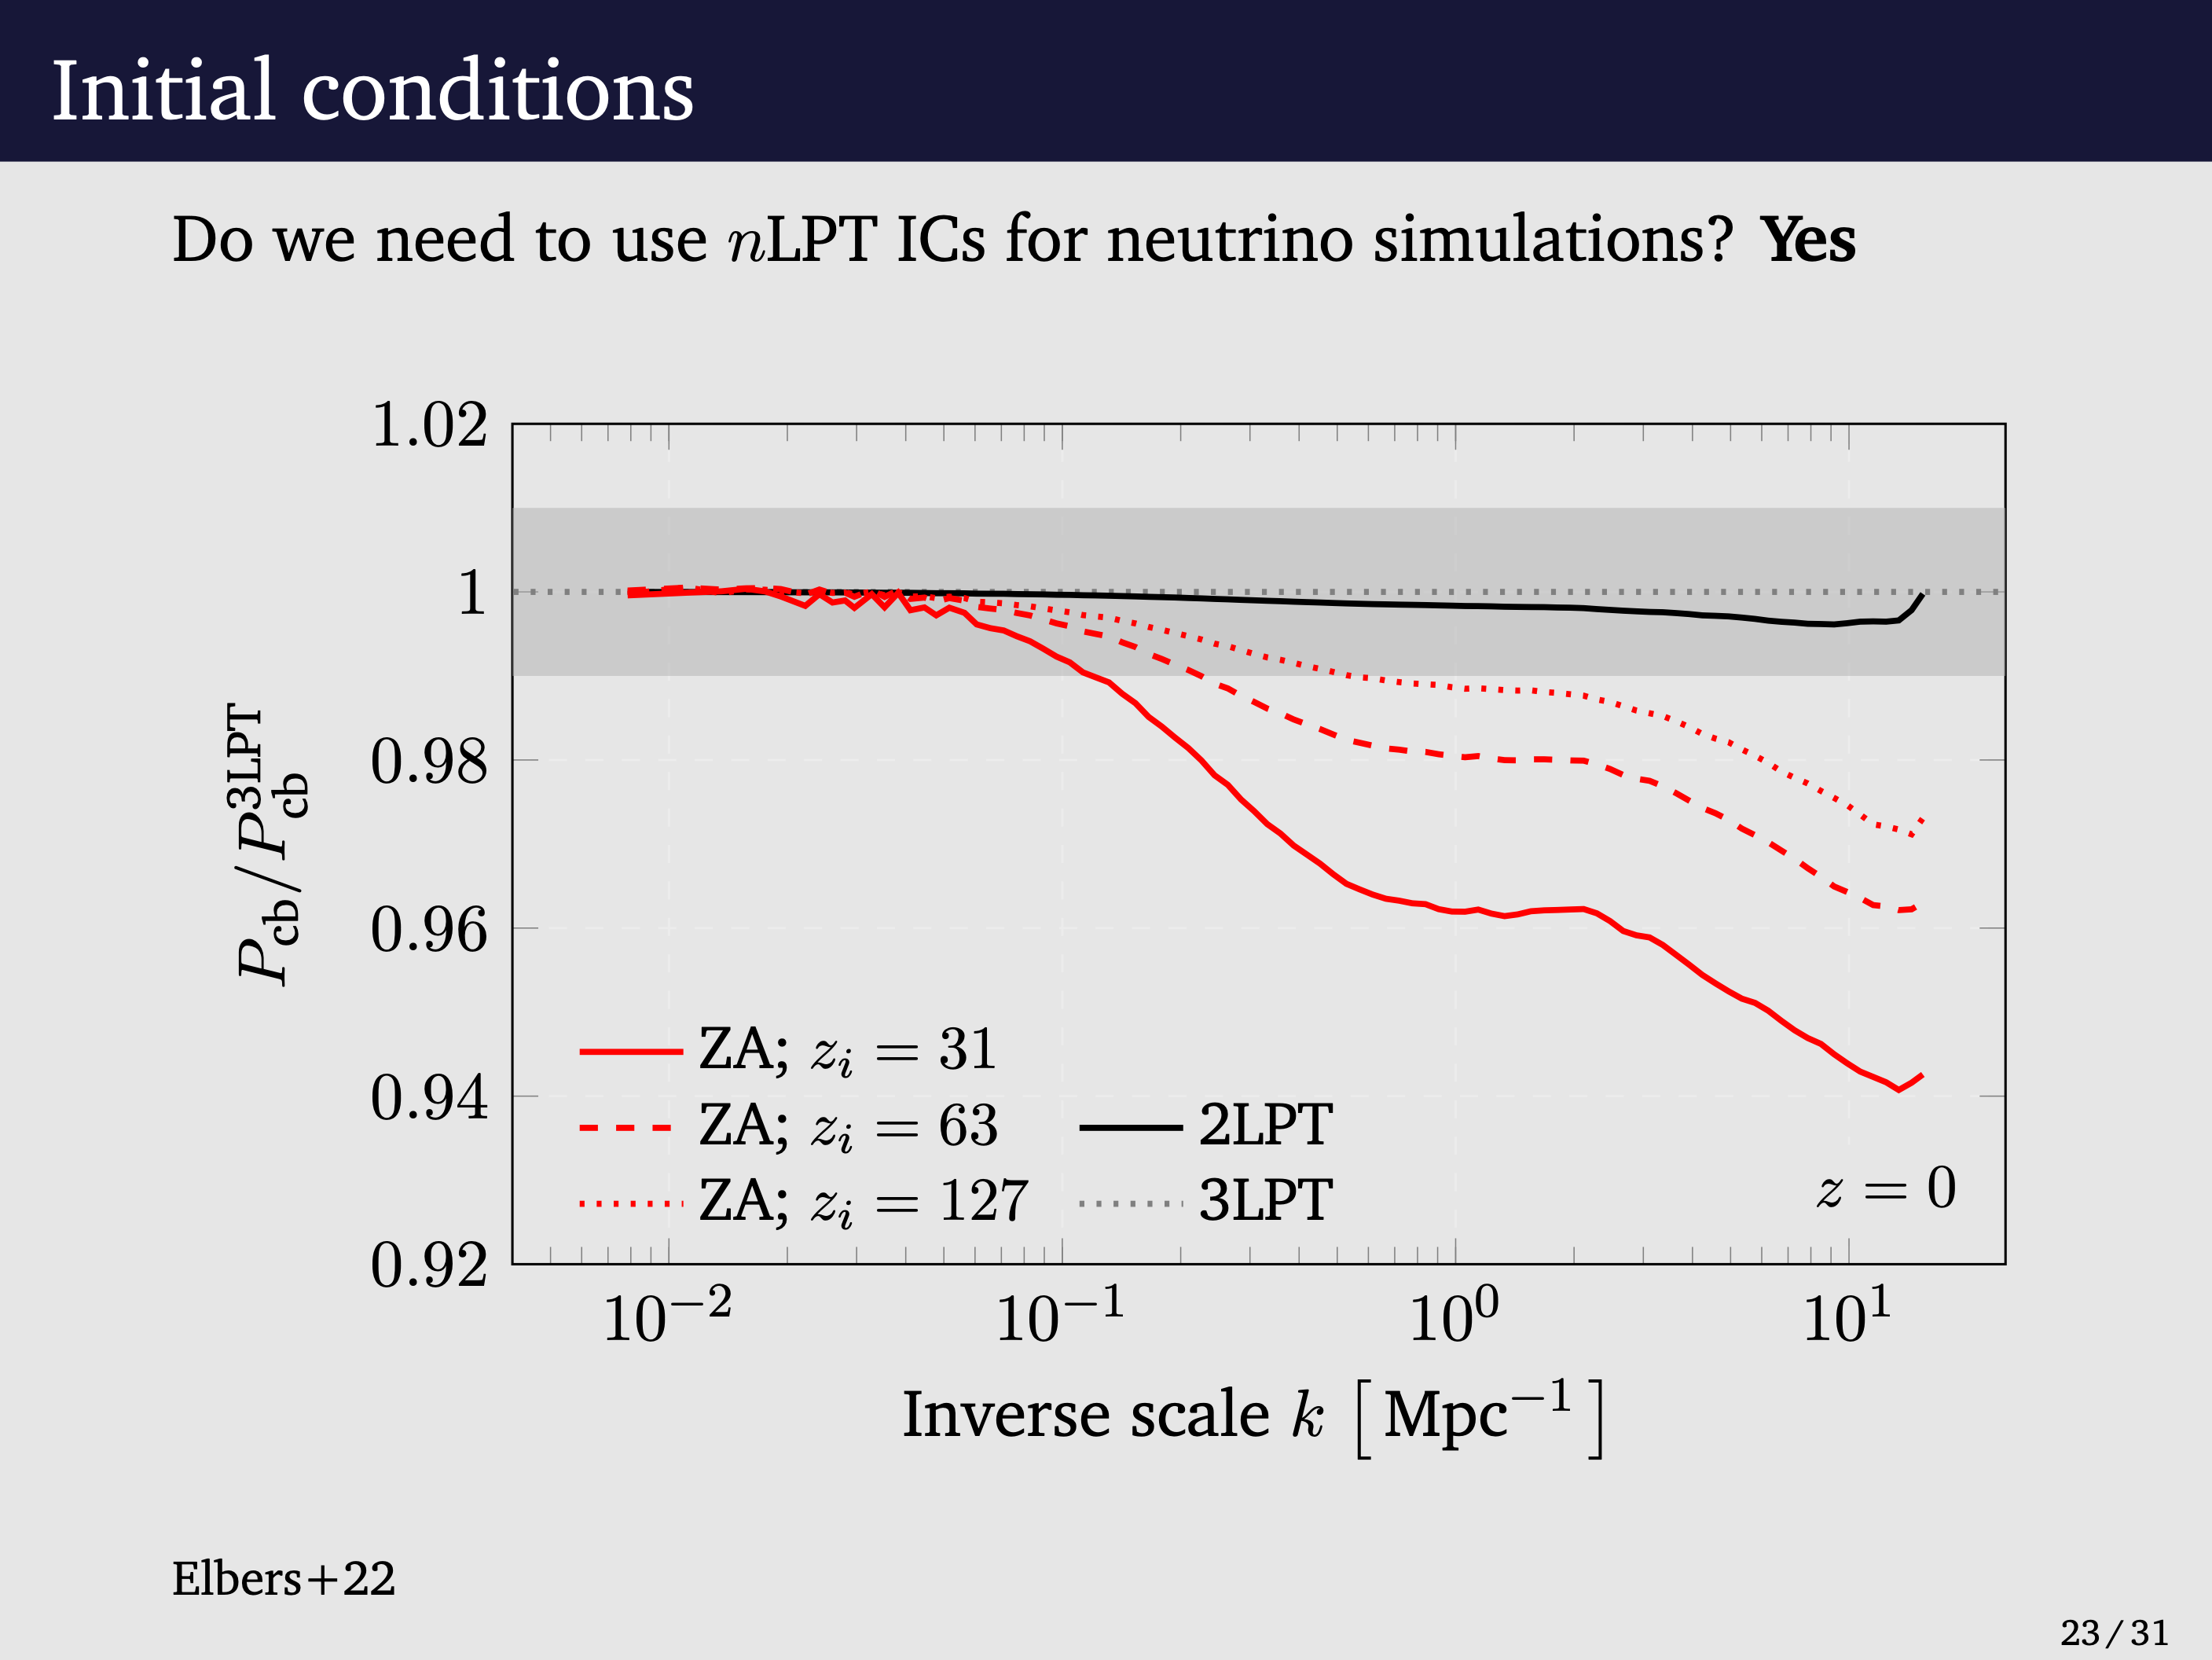 Initial conditions
Do we need to use nLPT ICs for neutrino simulations? Yes
1.02
1
0.98
0.96
0.94
0.92
P_cb/P_cb^3LPT
ZA; z_i = 31
ZA; z_i = 63
ZA; z_i = 127
2LPT
3LPT
z = 0
10^−2 10^−1 10^0 10^1
Inverse scale k [Mpc^−1]
Elbers+22
23/31